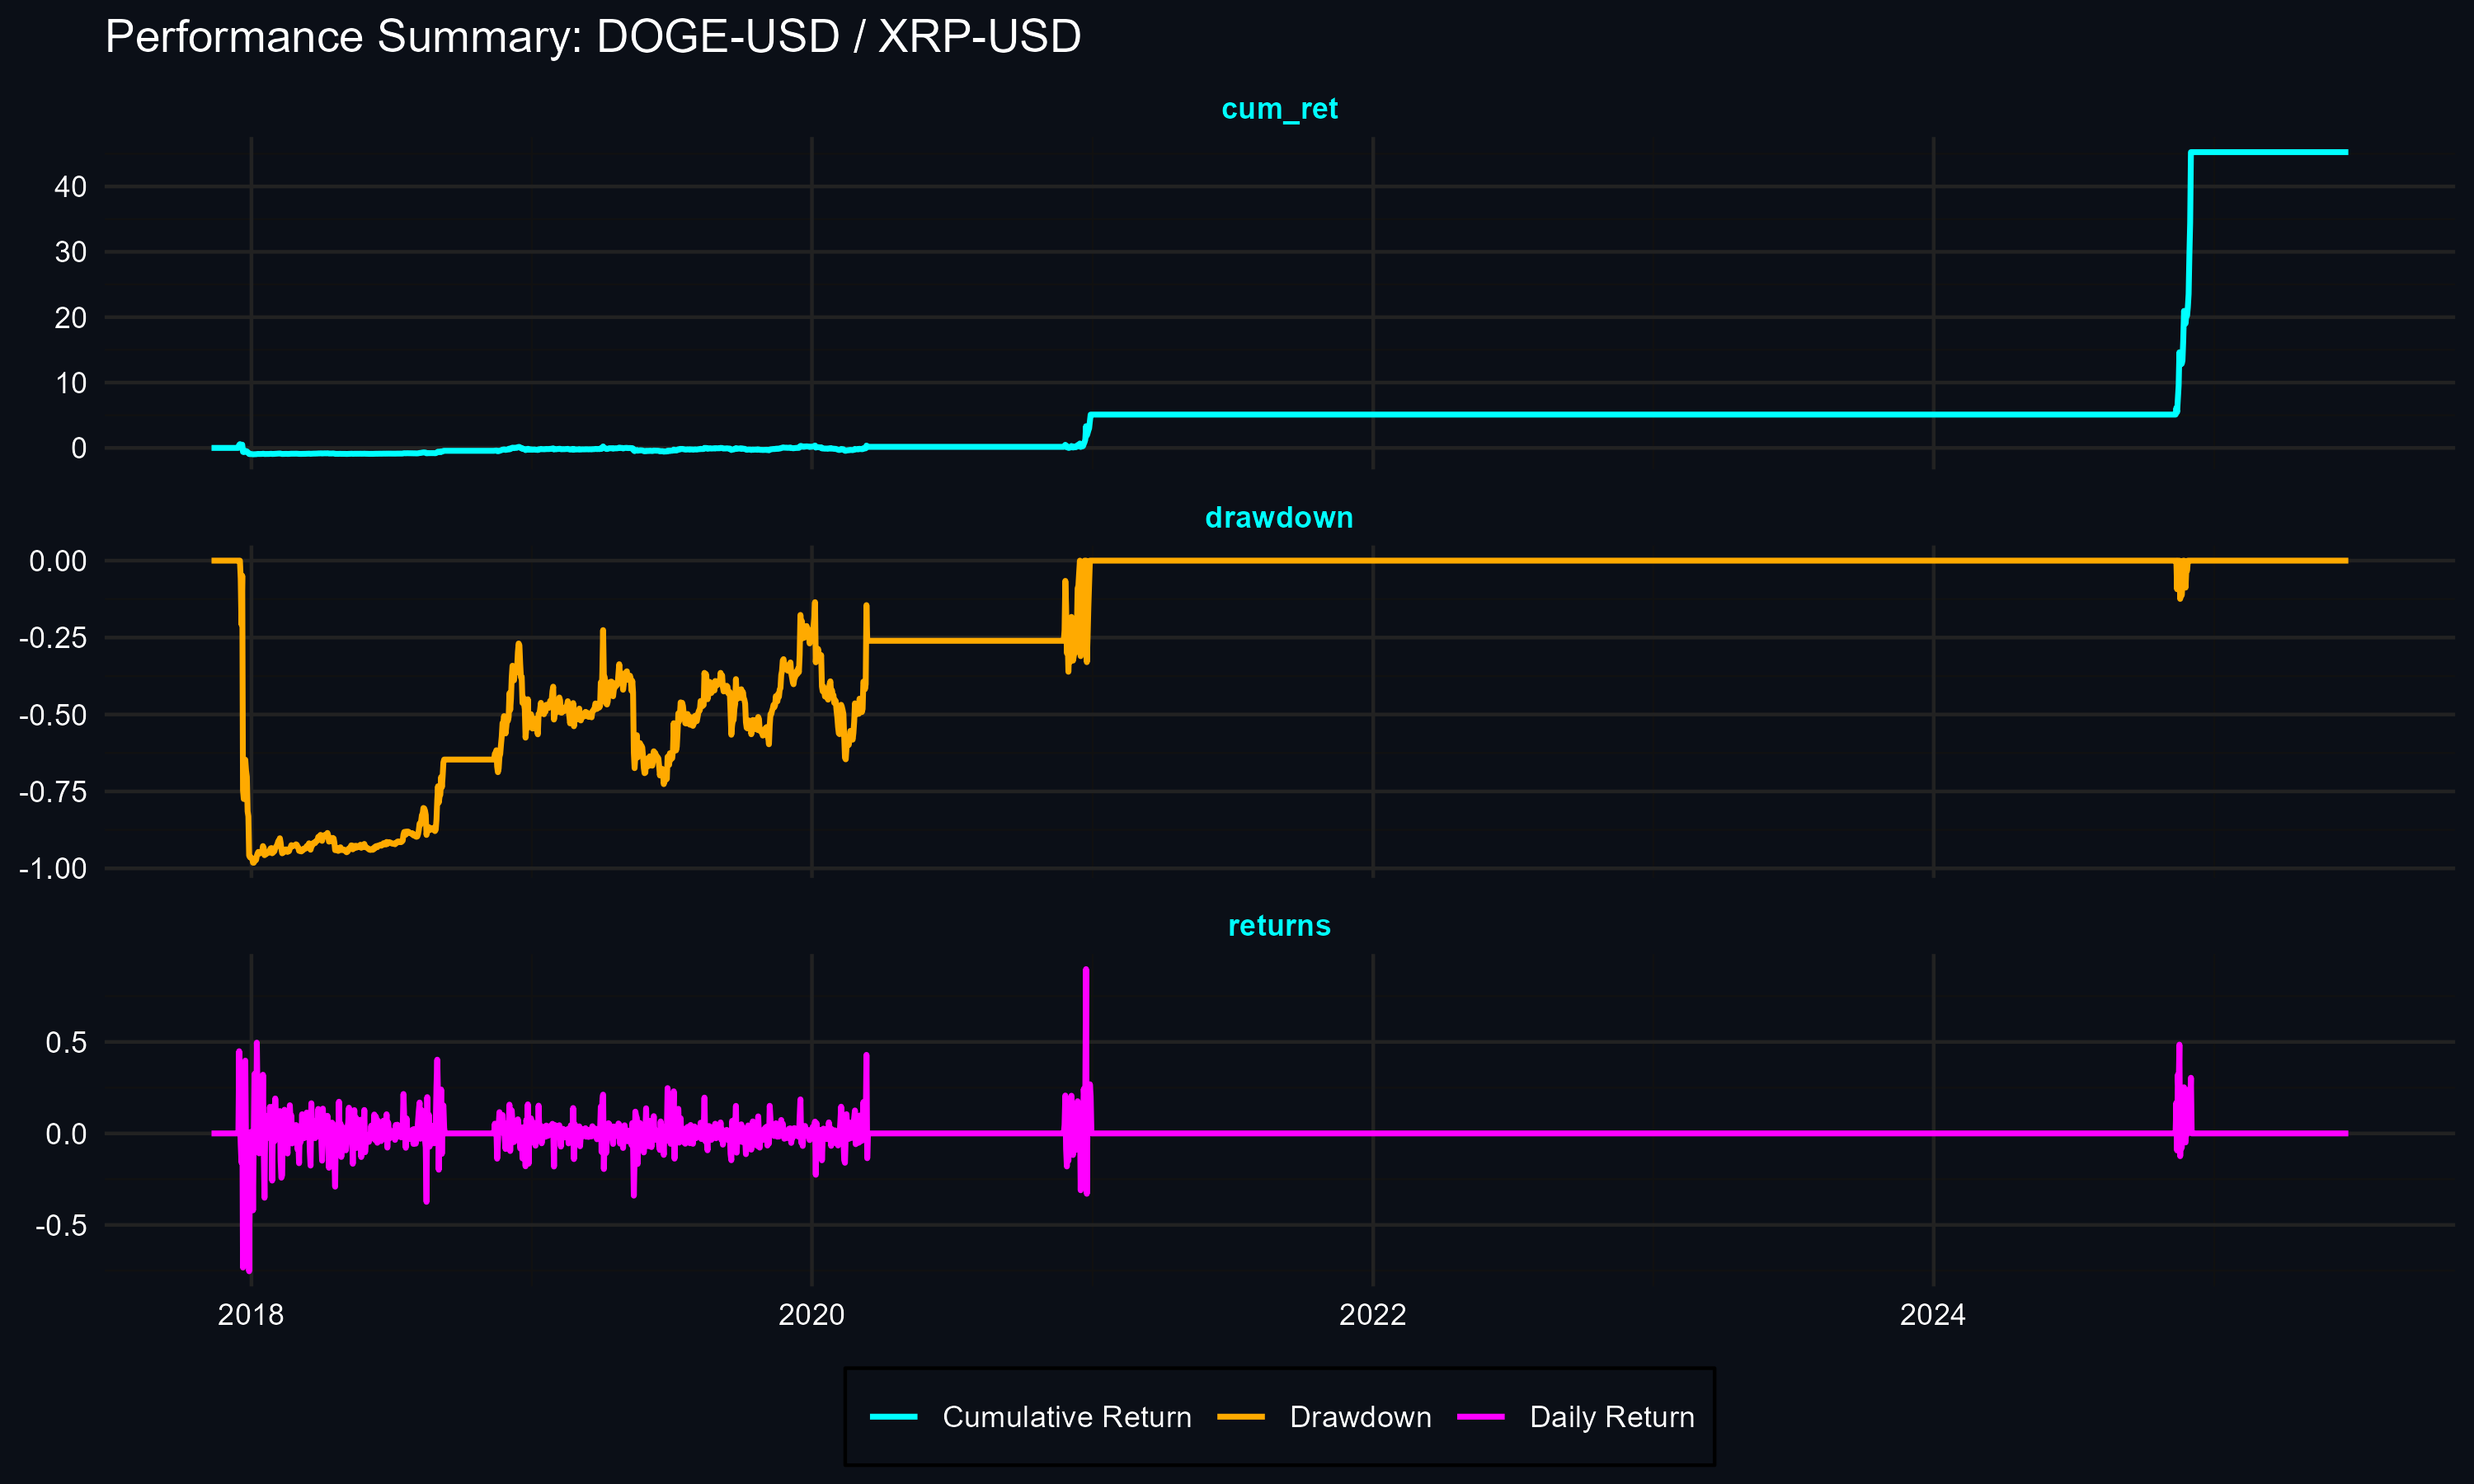 Performance Summary: DOGE-USD / XRP-USD
cum_ret
40
30
20
10
0
drawdown
0.00
-0.25
-0.50
-0.75
-1.00
returns
0.5
0.0
-0.5
2018 2020 2022 2024
Cumulative Return Drawdown Daily Return